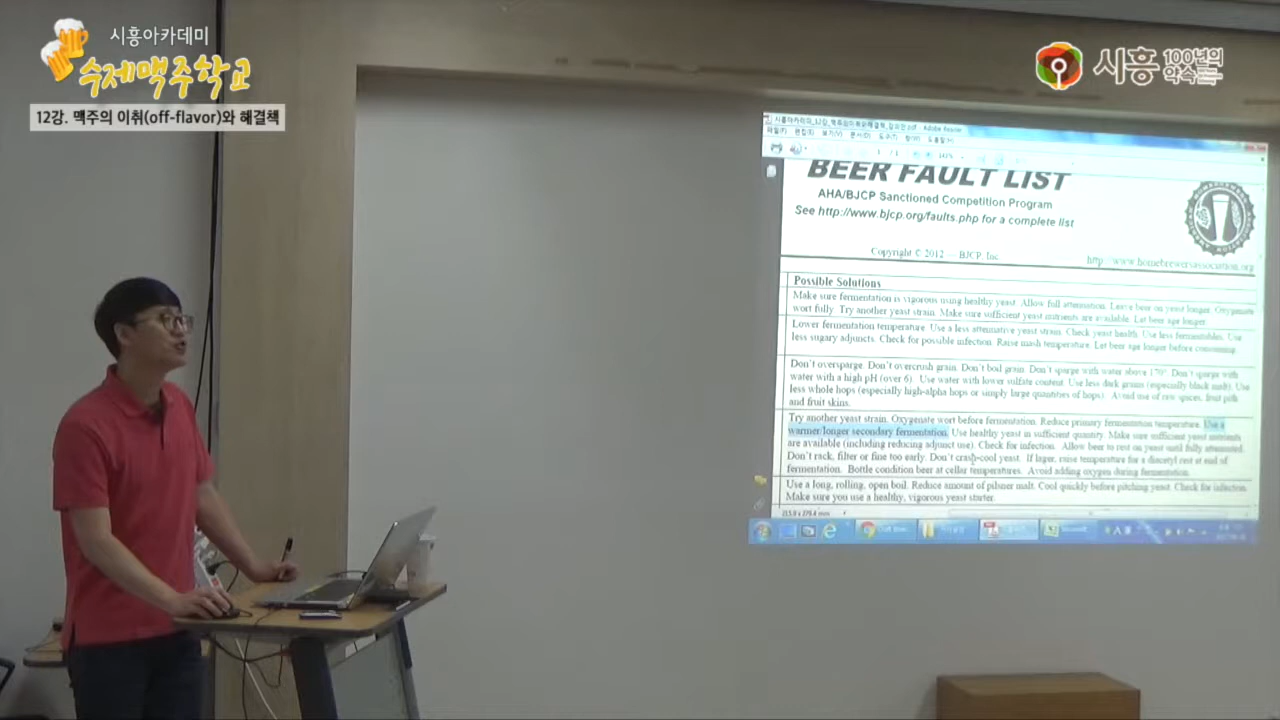 시흥아카데미
수제맥주학교
12강. 맥주의 이취(off-flavor)와 해결책
시흥 100년의 약속
BEER FAULT LIST
AHA/BJCP Sanctioned Competition Program
See http://www.bjcp.org/faults.php for a complete list
Copyright © 2012 — BJCP, Inc
http://www.homebrewersassociation.org
Possible Solutions
Make sure fermentation is vigorous using healthy yeast. Allow full attenuation. Leave beer on yeast longer. Oxygenate
wort fully. Try another yeast strain. Make sure sufficient yeast nutrients are available. Let beer age longer.
Lower fermentation temperature. Use a less attenuative yeast strain. Check yeast health. Use less fermentables. Use
less sugary adjuncts. Check for possible infection. Raise mash temperature. Let beer age longer before consuming.
Don't oversparge. Don't overcrush grain. Don't boil grain. Don't sparge with water above 170°. Don't sparge with
water with a high pH (over 6). Use water with lower sulfate content. Use less dark grains (especially black malt). Use
less whole hops (especially high-alpha hops or simply large quantities of hops). Avoid use of raw spices, fruit pith
and fruit skins.
Try another yeast strain. Oxygenate wort before fermentation. Reduce primary fermentation temperature. Use a
warmer/longer secondary fermentation. Use healthy yeast in sufficient quantity. Make sure sufficient yeast nutrients
are available (including reducing adjunct use). Check for infection. Allow beer to rest on yeast until fully attenuated.
Don't rack, filter or fine too early. Don't crash-cool yeast. If lager, raise temperature for a diacetyl rest at end of
fermentation. Bottle condition beer at cellar temperatures. Avoid adding oxygen during fermentation.
Use a long, rolling, open boil. Reduce amount of pilsner malt. Cool quickly before pitching yeast. Check for infection.
Make sure you use a healthy, vigorous yeast starter.
215.9 x 279.4 mm